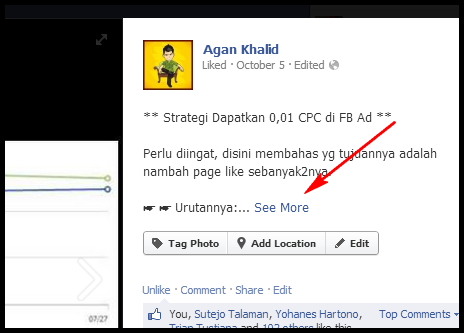 Agan Khalid
Liked · October 5 · Edited
** Strategi Dapatkan 0,01 CPC di FB Ad **
Perlu diingat, disini membahas yg tujuannya adalah
nambah page like sebanyak2nya.
☛ ☛ Urutannya:... See More
Tag Photo Add Location Edit
Unlike · Comment · Share · Edit
You, Sutejo Talaman, Yohanes Hartono, Top Comments
Trian Tustiana and 102 others like this.
07/27